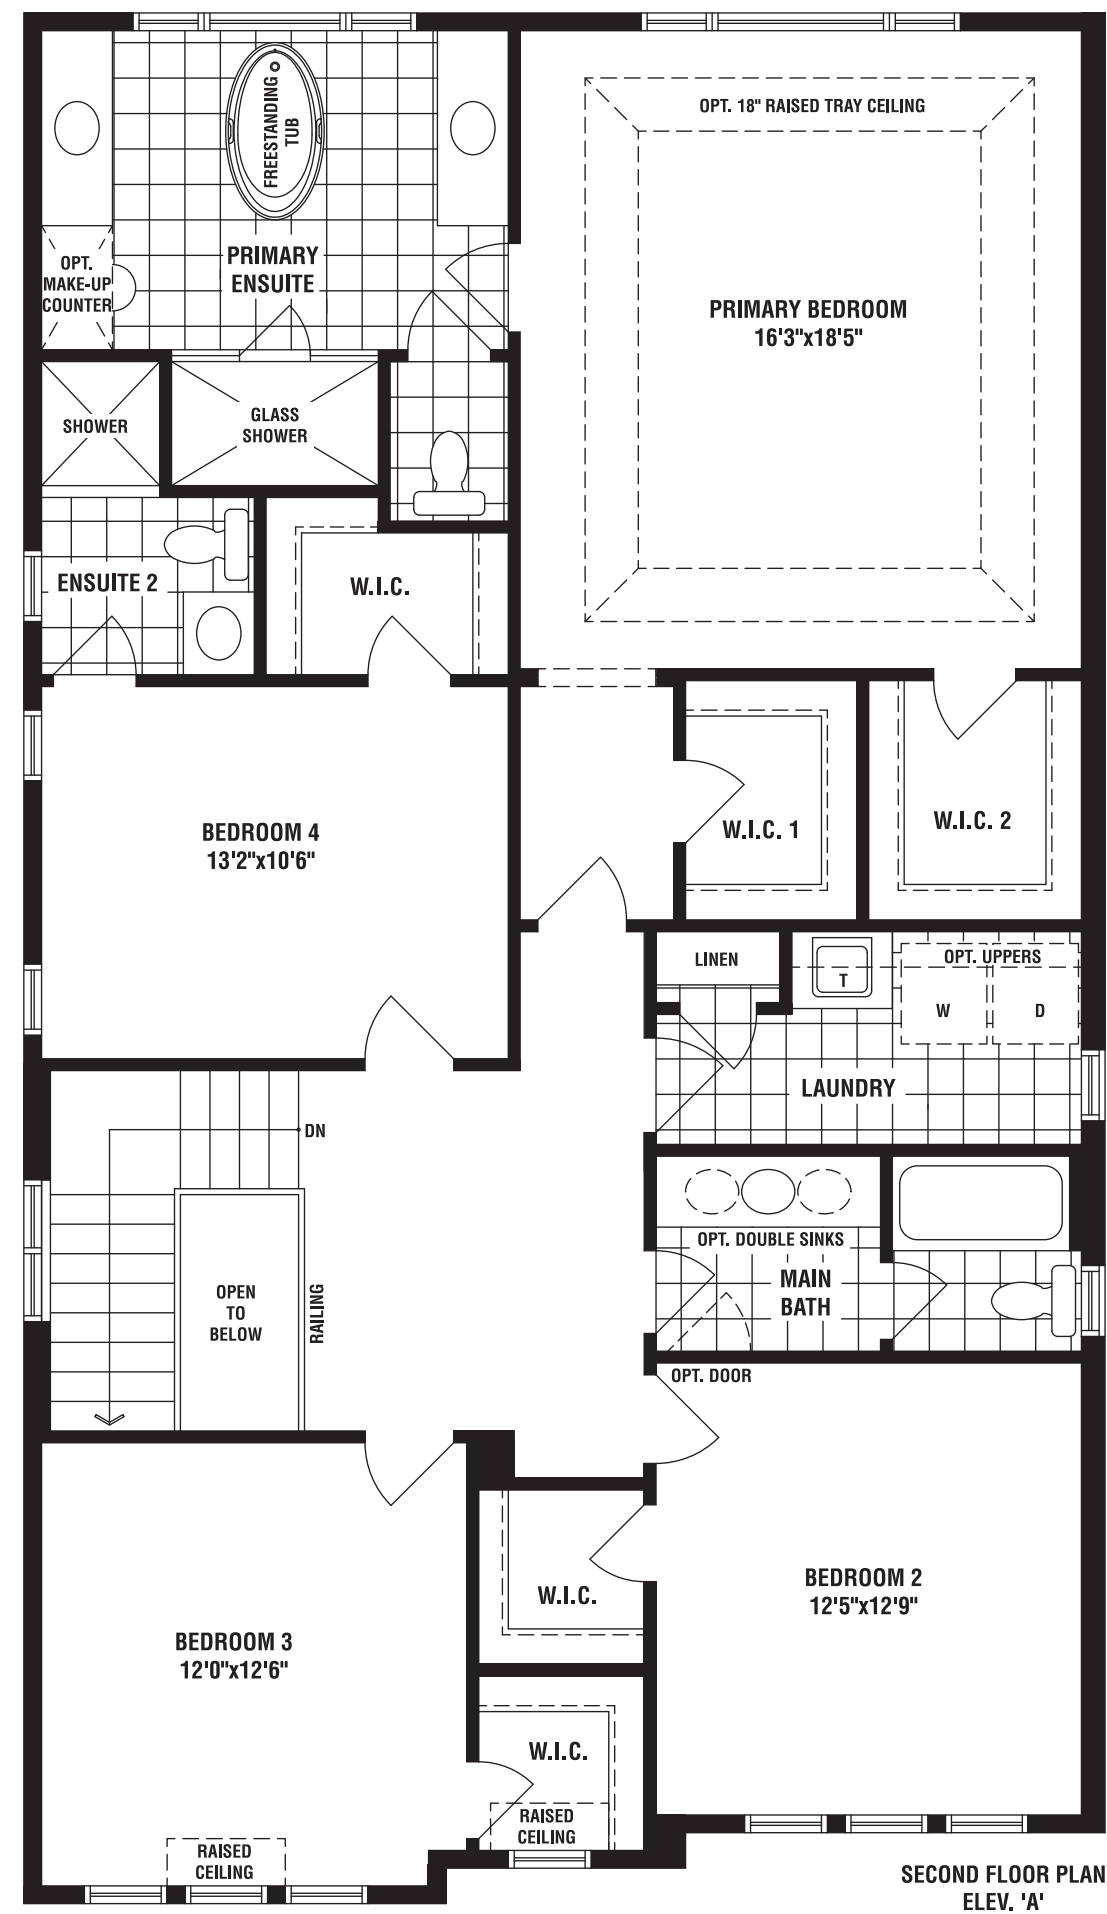 OPT. 18" RAISED TRAY CEILING
FREESTANDING
TUB
PRIMARY
ENSUITE
OPT.
MAKE-UP
COUNTER
PRIMARY BEDROOM
16'3"x18'5"
SHOWER
GLASS
SHOWER
ENSUITE 2
W.I.C.
BEDROOM 4
13'2"x10'6"
W.I.C. 1
W.I.C. 2
LINEN
T
OPT. UPPERS
W
D
LAUNDRY
DN
OPT. DOUBLE SINKS
MAIN
BATH
OPEN
TO
BELOW
RAILING
OPT. DOOR
W.I.C.
BEDROOM 2
12'5"x12'9"
BEDROOM 3
12'0"x12'6"
W.I.C.
RAISED
CEILING
RAISED
CEILING
SECOND FLOOR PLAN
ELEV. 'A'